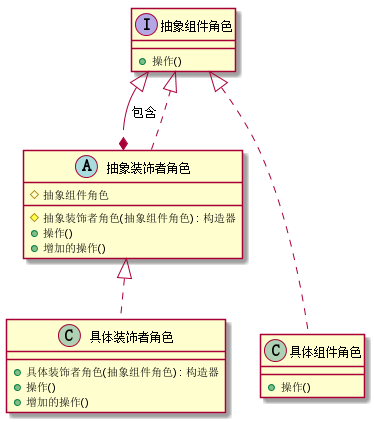 I 抽象组件角色
操作()
包含
A 抽象装饰者角色
抽象组件角色
抽象装饰者角色(抽象组件角色) : 构造器
操作()
增加的操作()
C 具体装饰者角色
具体装饰者角色(抽象组件角色) : 构造器
操作()
增加的操作()
C 具体组件角色
操作()